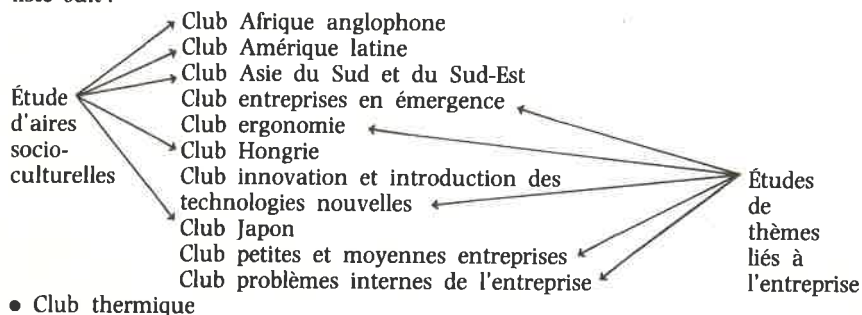 liste suit :
Club Afrique anglophone
Club Amérique latine
Club Asie du Sud et du Sud-Est
Club entreprises en émergence
Club ergonomie
Club Hongrie
Club innovation et introduction des
technologies nouvelles
Club Japon
Club petites et moyennes entreprises
Club problèmes internes de l'entreprise
Étude
d'aires
socio-
culturelles
Études
de
thèmes
liés à
l'entreprise
• Club thermique